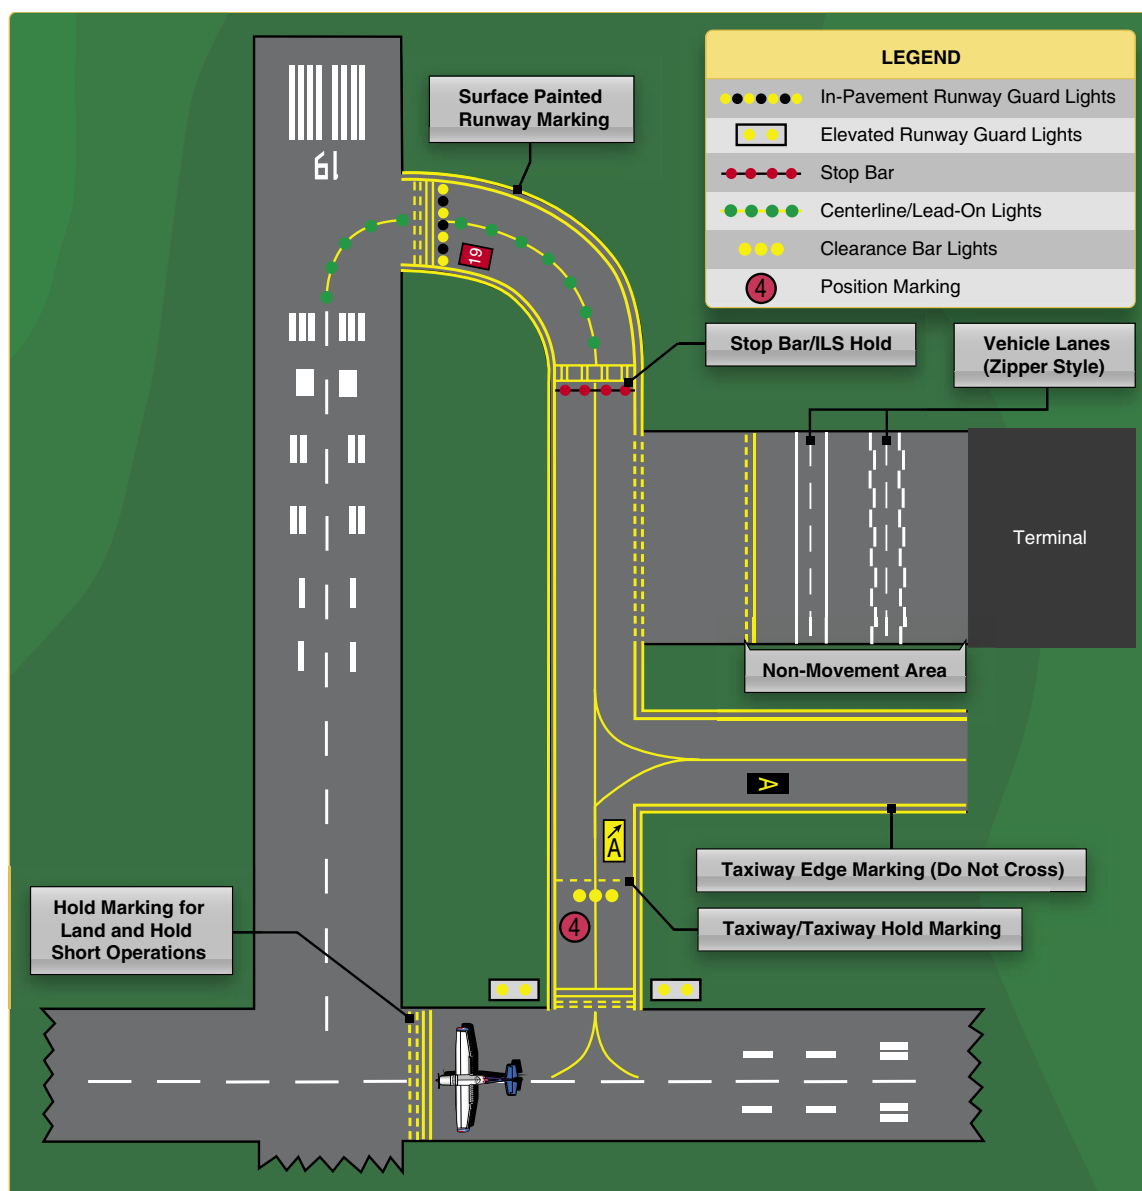 LEGEND
In-Pavement Runway Guard Lights
Elevated Runway Guard Lights
Stop Bar
Centerline/Lead-On Lights
Clearance Bar Lights
4
Position Marking
Surface Painted
Runway Marking
19
19
Stop Bar/ILS Hold
Vehicle Lanes
(Zipper Style)
Terminal
Non-Movement Area
A
A
Taxiway Edge Marking (Do Not Cross)
Hold Marking for
Land and Hold
Short Operations
4
Taxiway/Taxiway Hold Marking